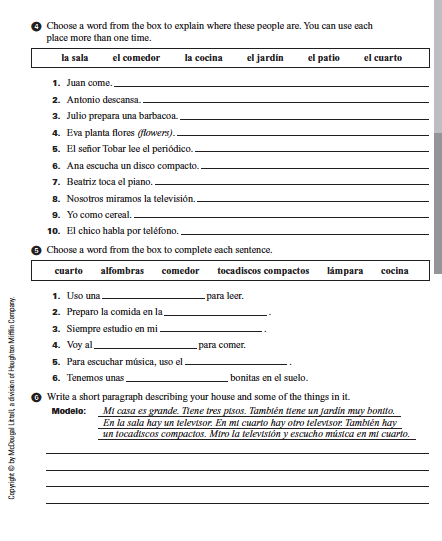 4 Choose a word from the box to explain where these people are. You can use each
place more than one time.
la sala el comedor la cocina el jardín el patio el cuarto
1. Juan come.
2. Antonio descansa.
3. Julio prepara una barbacoa.
4. Eva planta flores (flowers).
5. El señor Tobar lee el periódico.
6. Ana escucha un disco compacto.
7. Beatriz toca el piano.
8. Nosotros miramos la televisión.
9. Yo como cereal.
10. El chico habla por teléfono.
5 Choose a word from the box to complete each sentence.
cuarto alfombras comedor tocadiscos compactos lámpara cocina
1. Uso una para leer.
2. Preparo la comida en la .
3. Siempre estudio en mi .
4. Voy al para comer.
5. Para escuchar música, uso el .
6. Tenemos unas bonitas en el suelo.
6 Write a short paragraph describing your house and some of the things in it.
Modelo: Mi casa es grande. Tiene tres pisos. También tiene un jardín muy bonito.
En la sala hay un televisor. En mi cuarto hay otro televisor. También hay
un tocadiscos compactos. Miro la televisión y escucho música en mi cuarto.
Copyright © by McDougal Littell, a division of Houghton Mifflin Company.